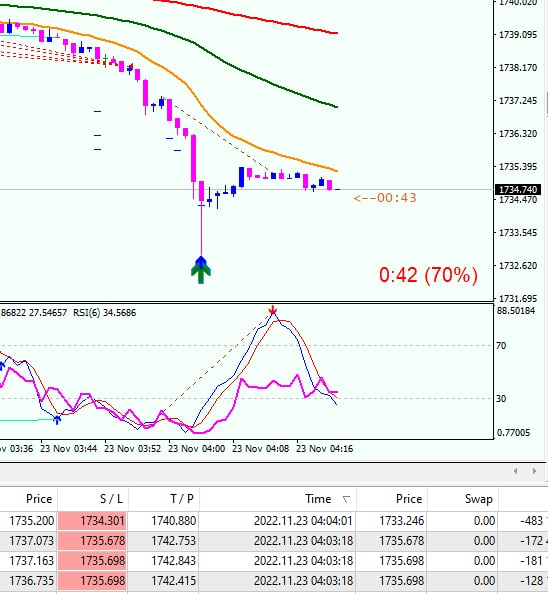 1740.020
1739.095
1738.170
1737.245
1736.320
1735.395
1734.740
<--00:43
1734.470
1733.545
1732.620
0:42 (70%)
1731.695
86822 27.54657 RSI(6) 34.5686
88.50184
70
30
0.77005
ov 03:36 23 Nov 03:44 23 Nov 03:52 23 Nov 04:00 23 Nov 04:08 23 Nov 04:16
Price S / L T / P Time Price Swap
1735.200 1734.301 1740.880 2022.11.23 04:04:01 1733.246 0.00 -483
1737.073 1735.678 1742.753 2022.11.23 04:03:18 1735.678 0.00 -172
1737.163 1735.698 1742.843 2022.11.23 04:03:18 1735.698 0.00 -181
1736.735 1735.698 1742.415 2022.11.23 04:03:18 1735.698 0.00 -128